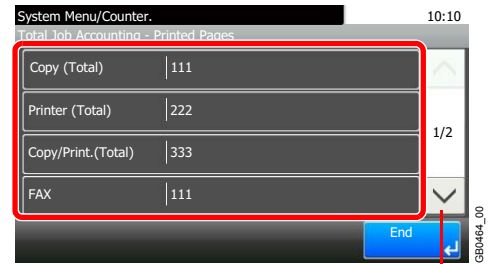 System Menu/Counter. 10:10
Total Job Accounting - Printed Pages
Copy (Total) 111
Printer (Total) 222
1/2
Copy/Print.(Total) 333
FAX 111
End
GB0464_00